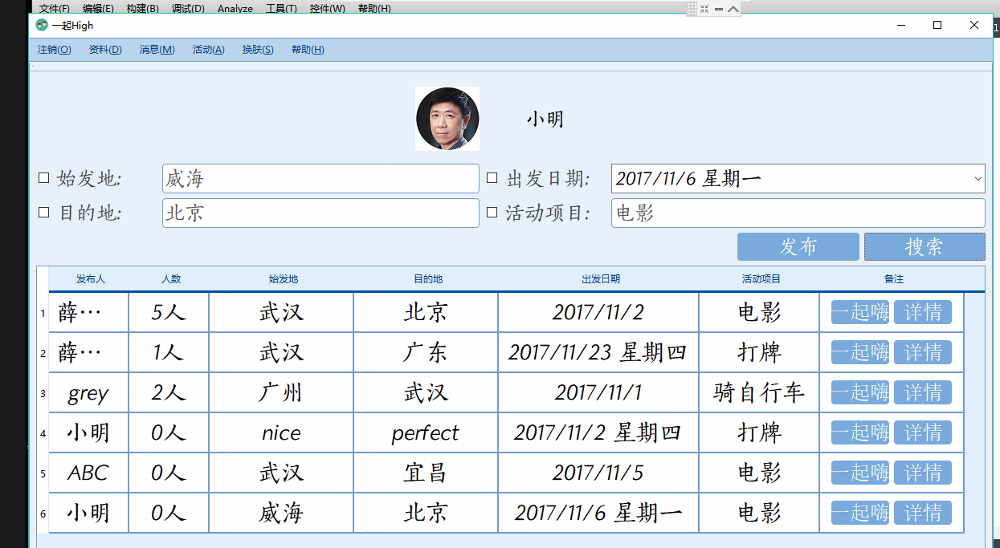 文件(F) 编辑(E) 构建(B) 调试(D) Analyze 工具(T) 控件(W) 帮助(H)
一起High
注销(O) 资料(D) 消息(M) 活动(A) 换肤(S) 帮助(H)
小明
始发地: 威海 出发日期: 2017/11/6 星期一
目的地: 北京 活动项目: 电影
发布 搜索
发布人 人数 始发地 目的地 出发日期 活动项目 备注
1 薛… 5人 武汉 北京 2017/11/2 电影 一起嗨 详情
2 薛… 1人 武汉 广东 2017/11/23 星期四 打牌 一起嗨 详情
3 grey 2人 广州 武汉 2017/11/1 骑自行车 一起嗨 详情
4 小明 0人 nice perfect 2017/11/2 星期四 打牌 一起嗨 详情
5 ABC 0人 武汉 宜昌 2017/11/5 电影 一起嗨 详情
6 小明 0人 威海 北京 2017/11/6 星期一 电影 一起嗨 详情